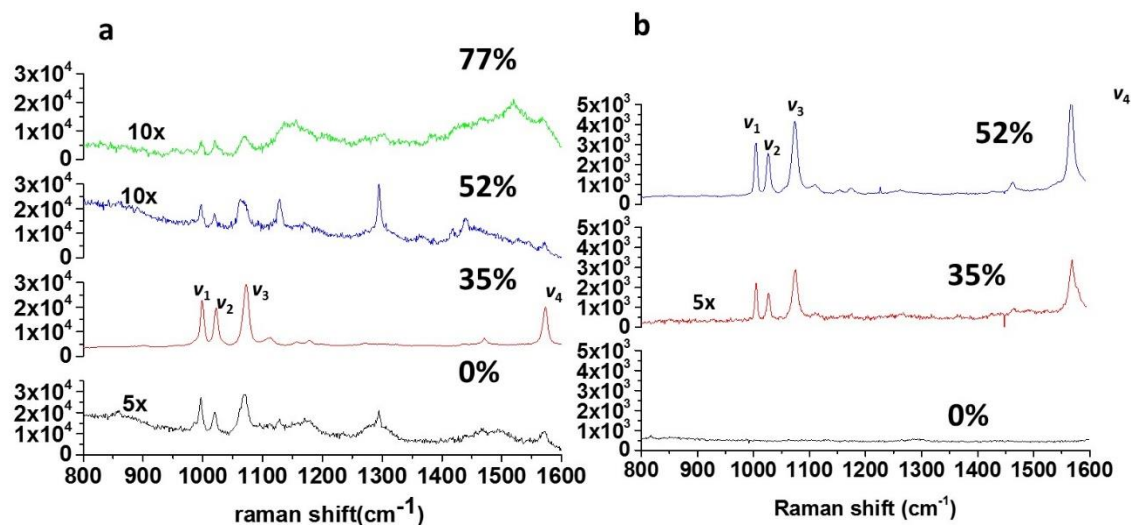 a
77%
3x10⁴
2x10⁴
1x10⁴
0
10x
52%
3x10⁴
2x10⁴
1x10⁴
0
10x
35%
3x10⁴
2x10⁴
1x10⁴
0
ν₁
ν₂
ν₃
ν₄
0%
3x10⁴
2x10⁴
1x10⁴
0
5x
800 900 1000 1100 1200 1300 1400 1500 1600
raman shift(cm⁻¹)
b
ν₄
5x10³
4x10³
3x10³
2x10³
1x10³
0
ν₁
ν₂
ν₃
52%
5x10³
4x10³
3x10³
2x10³
1x10³
0
5x
35%
5x10³
4x10³
3x10³
2x10³
1x10³
0
0%
800 900 1000 1100 1200 1300 1400 1500 1600
Raman shift (cm⁻¹)